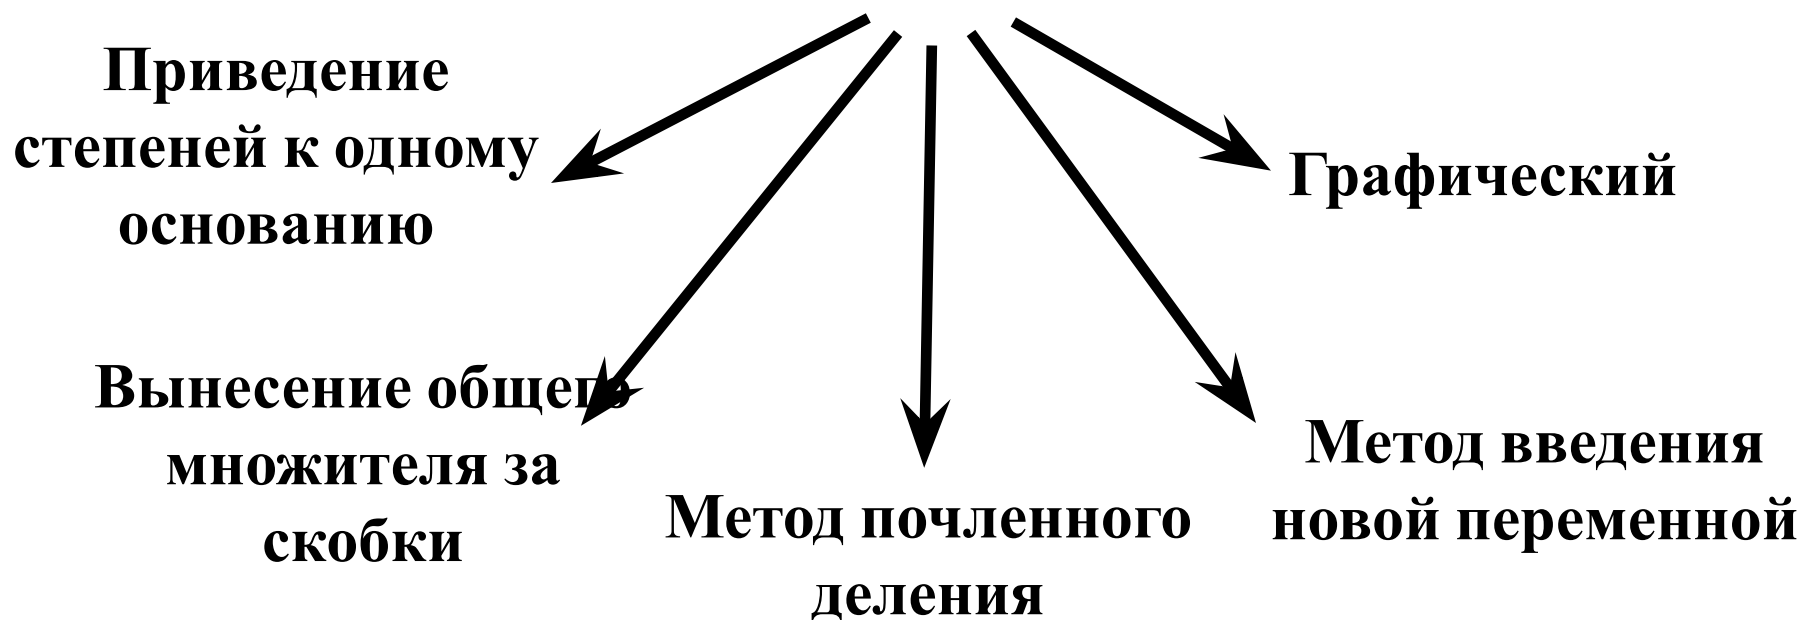 Приведение
степеней к одному
основанию
Графический
Вынесение общего
множителя за
скобки
Метод почленного
деления
Метод введения
новой переменной